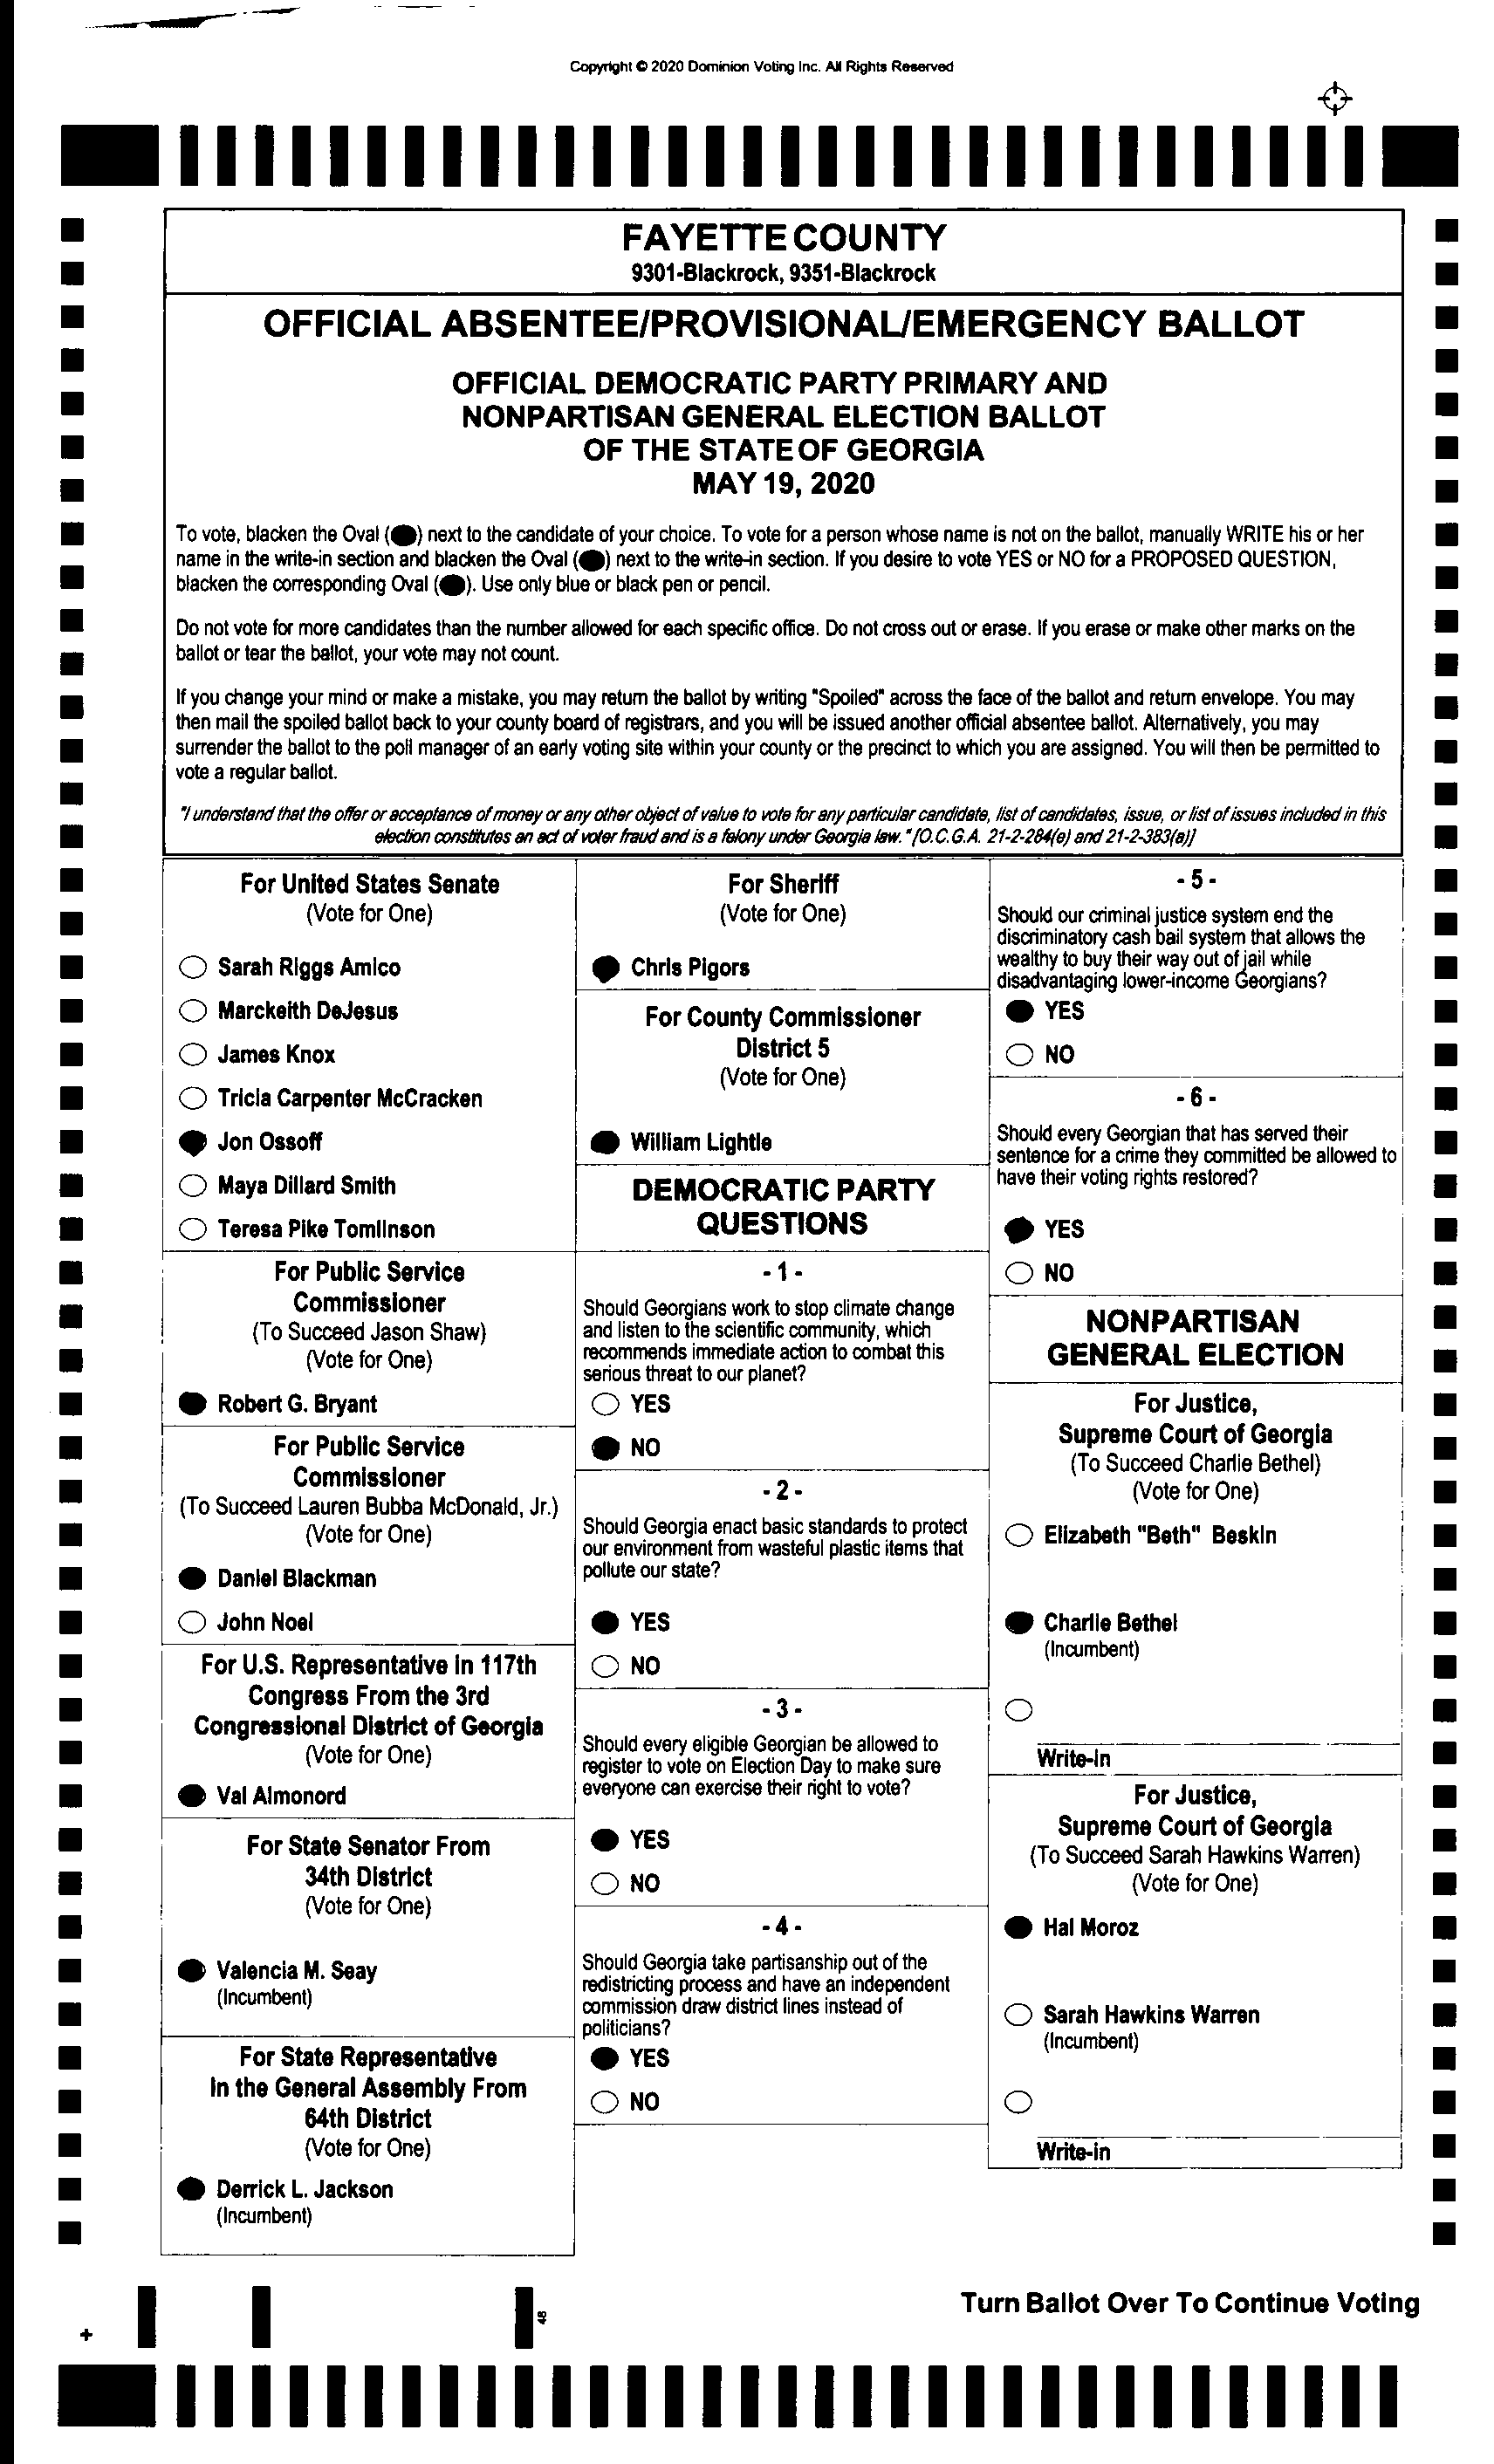 Copyright © 2020 Dominion Voting Inc. All Rights Reserved
FAYETTE COUNTY
9301-Blackrock, 9351-Blackrock
OFFICIAL ABSENTEE/PROVISIONAL/EMERGENCY BALLOT
OFFICIAL DEMOCRATIC PARTY PRIMARY AND
NONPARTISAN GENERAL ELECTION BALLOT
OF THE STATE OF GEORGIA
MAY 19, 2020
To vote, blacken the Oval ( ) next to the candidate of your choice. To vote for a person whose name is not on the ballot, manually WRITE his or her
name in the write-in section and blacken the Oval ( ) next to the write-in section. If you desire to vote YES or NO for a PROPOSED QUESTION,
blacken the corresponding Oval ( ). Use only blue or black pen or pencil.
Do not vote for more candidates than the number allowed for each specific office. Do not cross out or erase. If you erase or make other marks on the
ballot or tear the ballot, your vote may not count.
If you change your mind or make a mistake, you may return the ballot by writing "Spoiled" across the face of the ballot and return envelope. You may
then mail the spoiled ballot back to your county board of registrars, and you will be issued another official absentee ballot. Alternatively, you may
surrender the ballot to the poll manager of an early voting site within your county or the precinct to which you are assigned. You will then be permitted to
vote a regular ballot.
"I understand that the offer or acceptance of money or any other object of value to vote for any particular candidate, list of candidates, issue, or list of issues included in this
election constitutes an act of voter fraud and is a felony under Georgia law." [O.C.G.A. 21-2-284(e) and 21-2-383(a)]
For United States Senate
(Vote for One)
Sarah Riggs Amico
Marckeith DeJesus
James Knox
Tricia Carpenter McCracken
Jon Ossoff
Maya Dillard Smith
Teresa Pike Tomlinson
For Public Service
Commissioner
(To Succeed Jason Shaw)
(Vote for One)
Robert G. Bryant
For Public Service
Commissioner
(To Succeed Lauren Bubba McDonald, Jr.)
(Vote for One)
Daniel Blackman
John Noel
For U.S. Representative in 117th
Congress From the 3rd
Congressional District of Georgia
(Vote for One)
Val Almonord
For State Senator From
34th District
(Vote for One)
Valencia M. Seay
(Incumbent)
For State Representative
In the General Assembly From
64th District
(Vote for One)
Derrick L. Jackson
(Incumbent)
For Sheriff
(Vote for One)
Chris Pigors
For County Commissioner
District 5
(Vote for One)
William Lightle
DEMOCRATIC PARTY
QUESTIONS
- 1 -
Should Georgians work to stop climate change
and listen to the scientific community, which
recommends immediate action to combat this
serious threat to our planet?
YES
NO
- 2 -
Should Georgia enact basic standards to protect
our environment from wasteful plastic items that
pollute our state?
YES
NO
- 3 -
Should every eligible Georgian be allowed to
register to vote on Election Day to make sure
everyone can exercise their right to vote?
YES
NO
- 4 -
Should Georgia take partisanship out of the
redistricting process and have an independent
commission draw district lines instead of
politicians?
YES
NO
- 5 -
Should our criminal justice system end the
discriminatory cash bail system that allows the
wealthy to buy their way out of jail while
disadvantaging lower-income Georgians?
YES
NO
- 6 -
Should every Georgian that has served their
sentence for a crime they committed be allowed to
have their voting rights restored?
YES
NO
NONPARTISAN
GENERAL ELECTION
For Justice,
Supreme Court of Georgia
(To Succeed Charlie Bethel)
(Vote for One)
Elizabeth "Beth" Beskin
Charlie Bethel
(Incumbent)
Write-in
For Justice,
Supreme Court of Georgia
(To Succeed Sarah Hawkins Warren)
(Vote for One)
Hal Moroz
Sarah Hawkins Warren
(Incumbent)
Write-in
48
Turn Ballot Over To Continue Voting